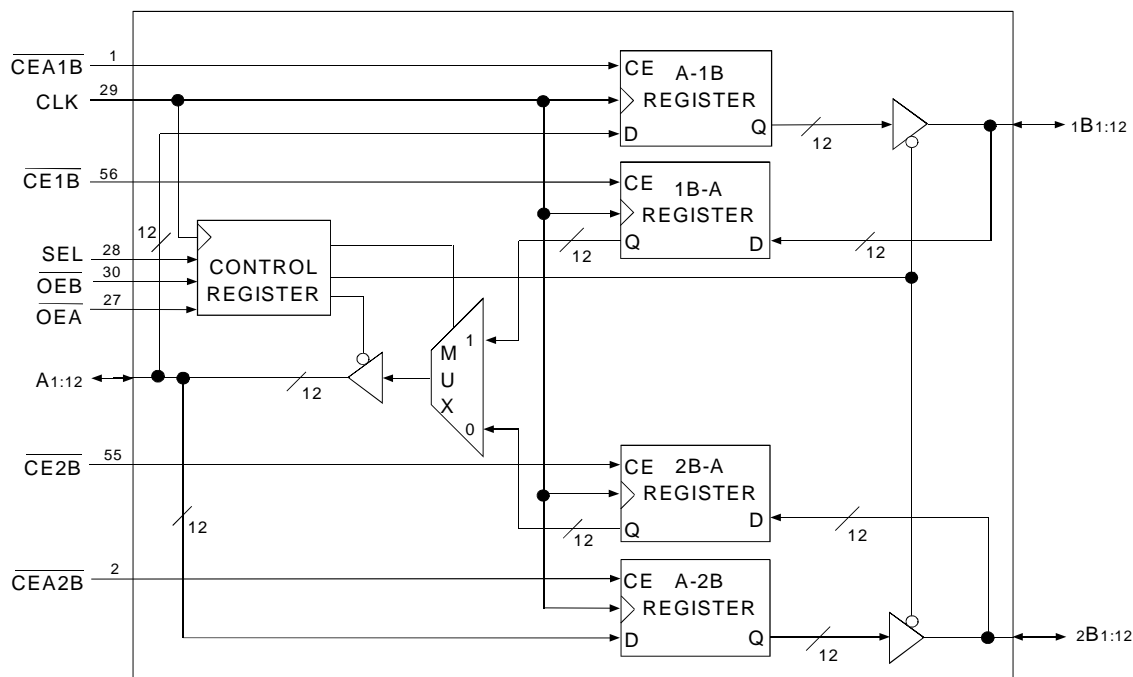 CEA1B 1
CLK 29
CE A-1B
REGISTER
D Q
12
1B1:12
CE1B 56
CE 1B-A
REGISTER
Q D
12
12
12
SEL 28
OEB 30
OEA 27
CONTROL
REGISTER
A1:12
12
M
U
X
1
0
CE2B 55
CE 2B-A
REGISTER
Q D
12
12
12
CEA2B 2
CE A-2B
REGISTER
D Q
12
2B1:12